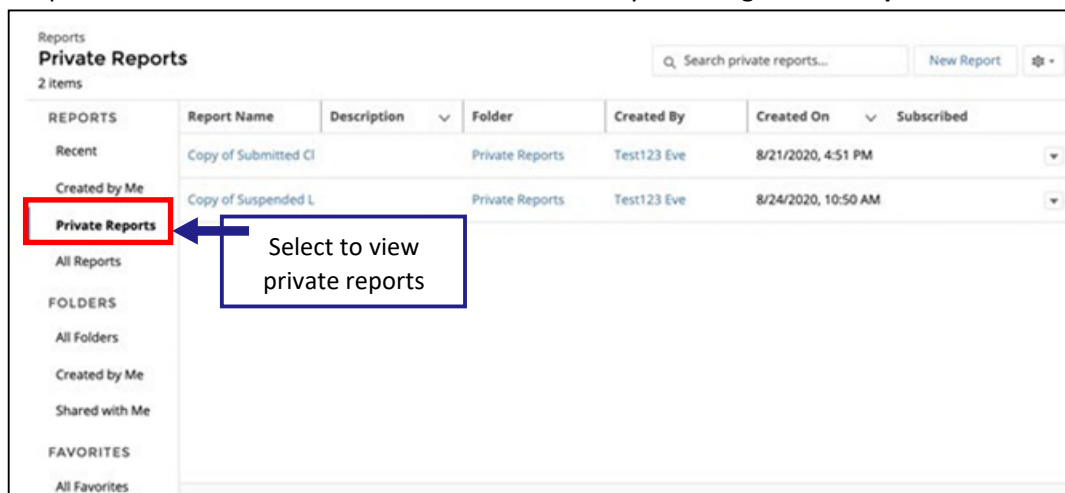 Reports
Private Reports
2 items
Search private reports...
New Report
REPORTS
Report Name Description Folder Created By Created On Subscribed
Recent
Copy of Submitted Cl Private Reports Test123 Eve 8/21/2020, 4:51 PM
Created by Me
Copy of Suspended L Private Reports Test123 Eve 8/24/2020, 10:50 AM
Private Reports
Select to view
private reports
All Reports
FOLDERS
All Folders
Created by Me
Shared with Me
FAVORITES
All Favorites